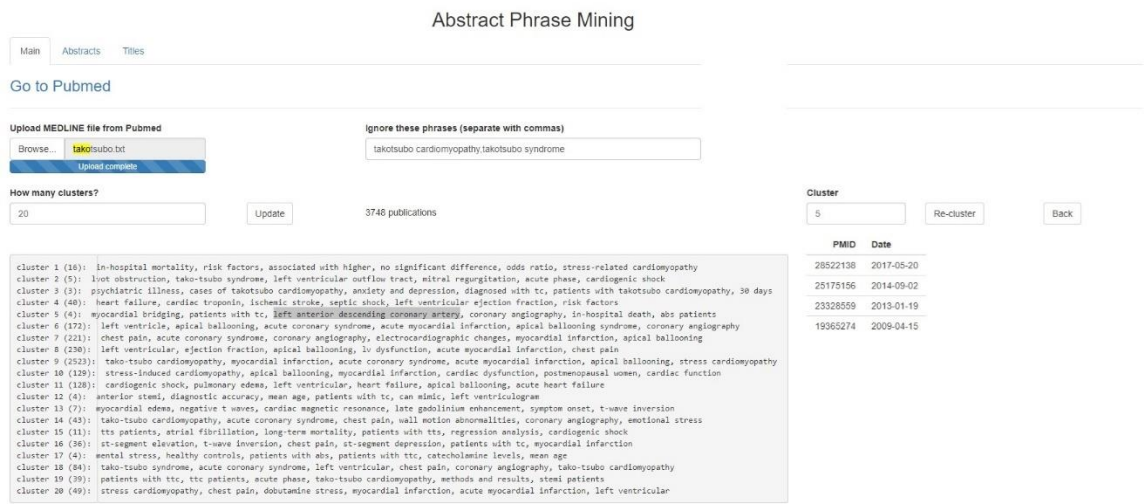 Abstract Phrase Mining
Main Abstracts Titles
Go to Pubmed
Upload MEDLINE file from Pubmed
Ignore these phrases (separate with commas)
Browse... takotsubo.txt
takotsubo cardiomyopathy,takotsubo syndrome
Upload complete
How many clusters?
Cluster
20 Update 3748 publications 5 Re-cluster Back
PMID Date
28522138 2017-05-20
25175156 2014-09-02
23328559 2013-01-19
19365274 2009-04-15
cluster 1 (16): in-hospital mortality, risk factors, associated with higher, no significant difference, odds ratio, stress-related cardiomyopathy
cluster 2 (5): lvot obstruction, tako-tsubo syndrome, left ventricular outflow tract, mitral regurgitation, acute phase, cardiogenic shock
cluster 3 (3): psychiatric illness, cases of takotsubo cardiomyopathy, anxiety and depression, diagnosed with tc, patients with takotsubo cardiomyopathy, 30 days
cluster 4 (40): heart failure, cardiac troponin, ischemic stroke, septic shock, left ventricular ejection fraction, risk factors
cluster 5 (4): myocardial bridging, patients with tc, left anterior descending coronary artery, coronary angiography, in-hospital death, abs patients
cluster 6 (172): left ventricle, apical ballooning, acute coronary syndrome, acute myocardial infarction, apical ballooning syndrome, coronary angiography
cluster 7 (221): chest pain, acute coronary syndrome, coronary angiography, electrocardiographic changes, myocardial infarction, apical ballooning
cluster 8 (230): left ventricular, ejection fraction, apical ballooning, lv dysfunction, acute myocardial infarction, chest pain
cluster 9 (2523): tako-tsubo cardiomyopathy, myocardial infarction, acute coronary syndrome, acute myocardial infarction, apical ballooning, stress cardiomyopathy
cluster 10 (129): stress-induced cardiomyopathy, apical ballooning, myocardial infarction, cardiac dysfunction, postmenopausal women, cardiac function
cluster 11 (128): cardiogenic shock, pulmonary edema, left ventricular, heart failure, apical ballooning, acute heart failure
cluster 12 (4): anterior stemi, diagnostic accuracy, mean age, patients with tc, can mimic, left ventriculogram
cluster 13 (7): myocardial edema, negative t waves, cardiac magnetic resonance, late gadolinium enhancement, symptom onset, t-wave inversion
cluster 14 (43): tako-tsubo cardiomyopathy, acute coronary syndrome, chest pain, wall motion abnormalities, coronary angiography, emotional stress
cluster 15 (11): tts patients, atrial fibrillation, long-term mortality, patients with tts, regression analysis, cardiogenic shock
cluster 16 (36): st-segment elevation, t-wave inversion, chest pain, st-segment depression, patients with tc, myocardial infarction
cluster 17 (4): mental stress, healthy controls, patients with abs, patients with ttc, catecholamine levels, mean age
cluster 18 (84): tako-tsubo syndrome, acute coronary syndrome, left ventricular, chest pain, coronary angiography, tako-tsubo cardiomyopathy
cluster 19 (39): patients with ttc, ttc patients, acute phase, tako-tsubo cardiomyopathy, methods and results, stemi patients
cluster 20 (49): stress cardiomyopathy, chest pain, dobutamine stress, myocardial infarction, acute myocardial infarction, left ventricular